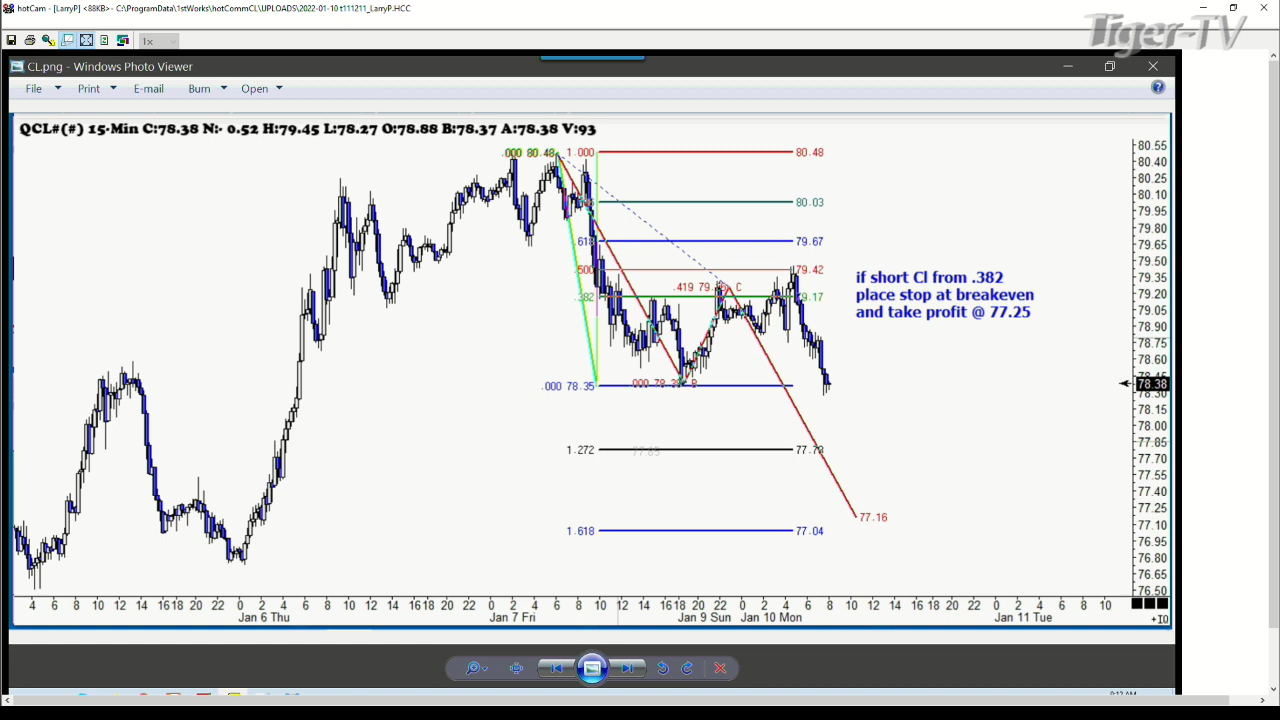 hotCam - [LarryP] <88KB>- C:\ProgramData\1stWorks\hotCommCL\UPLOADS\2022-01-10 t111211_LarryP.HCC
Tiger-TV
1x
CL.png - Windows Photo Viewer
File Print E-mail Burn Open
QCL#(#) 15-Min C:78.38 N:- 0.52 H:79.45 L:78.27 O:78.88 B:78.37 A:78.38 V:93
.000 80.48 1.000 80.48
80.03
.618 79.67
.500 79.42
.382 79.17
.419 C
.000 78.35 B
1.272 77.65
1.618 77.04
77.16
if short Cl from .382
place stop at breakeven
and take profit @ 77.25
80.55
80.40
80.25
80.10
79.95
79.80
79.65
79.50
79.35
79.20
79.05
78.90
78.75
78.60
78.45
78.38
78.30
78.15
78.00
77.85
77.70
77.55
77.40
77.25
77.10
76.95
76.80
76.65
76.50
4 6 8 10 12 14 16 18 20 22 0 2 4 6 8 10 12 14 16 18 20 22 0 2 4 6 8 10 12 14 16 18 20 22 0 2 4 6 8 10 12 14 16 18 20 22 0 2 4 6 8 10
Jan 6 Thu Jan 7 Fri Jan 9 Sun Jan 10 Mon Jan 11 Tue